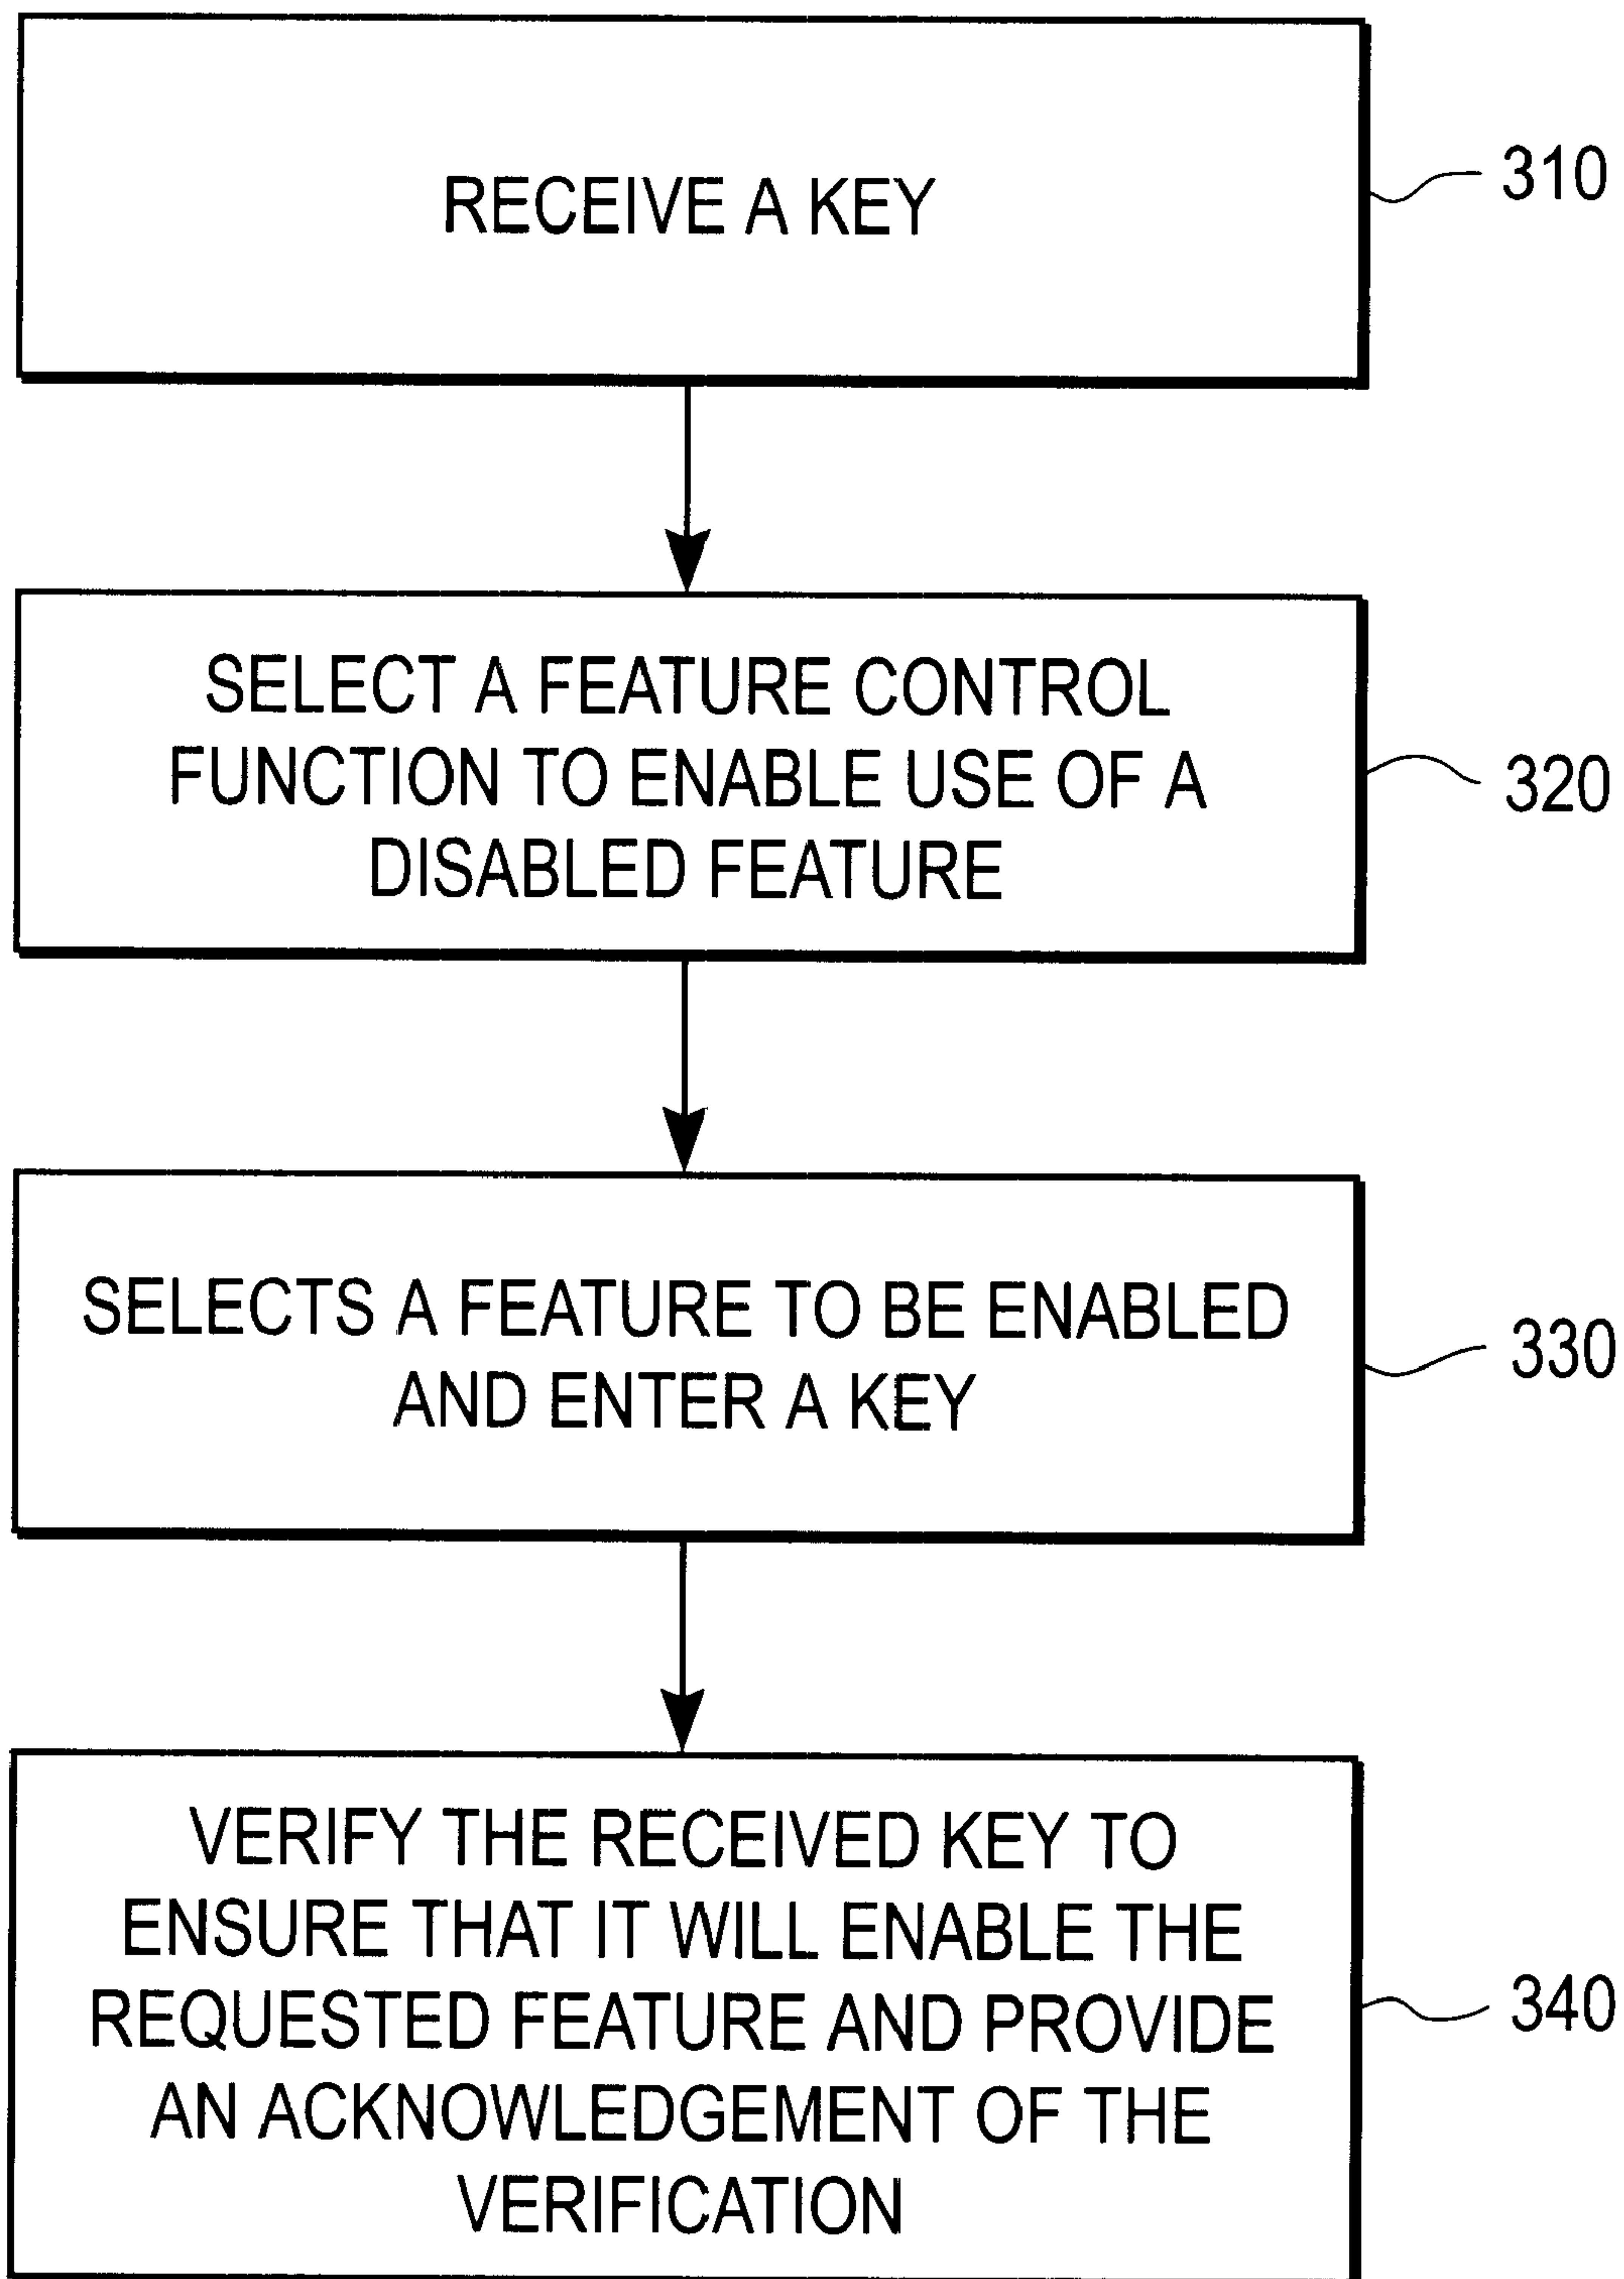 RECEIVE A KEY
310
SELECT A FEATURE CONTROL
FUNCTION TO ENABLE USE OF A
DISABLED FEATURE
320
SELECTS A FEATURE TO BE ENABLED
AND ENTER A KEY
330
VERIFY THE RECEIVED KEY TO
ENSURE THAT IT WILL ENABLE THE
REQUESTED FEATURE AND PROVIDE
AN ACKNOWLEDGEMENT OF THE
VERIFICATION
340